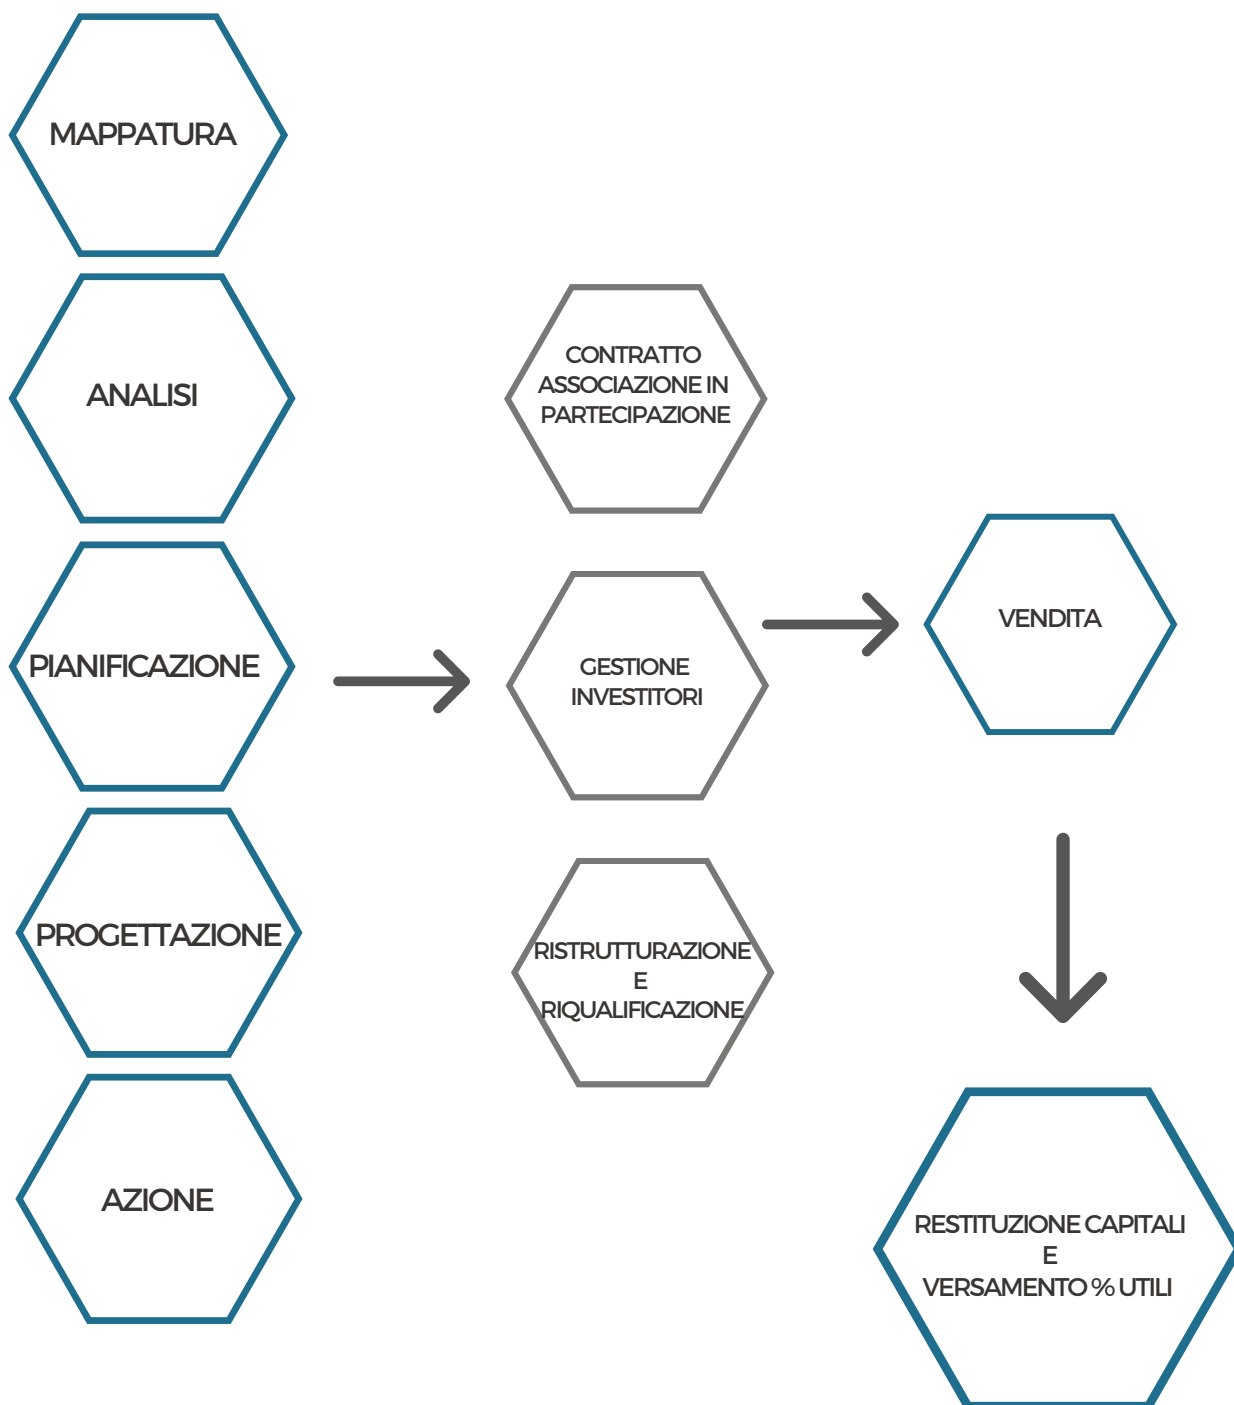 MAPPATURA
ANALISI
PIANIFICAZIONE
PROGETTAZIONE
AZIONE
CONTRATTO
ASSOCIAZIONE IN
PARTECIPAZIONE
GESTIONE
INVESTITORI
RISTRUTTURAZIONE
E
RIQUALIFICAZIONE
VENDITA
RESTITUZIONE CAPITALI
E
VERSAMENTO % UTILI